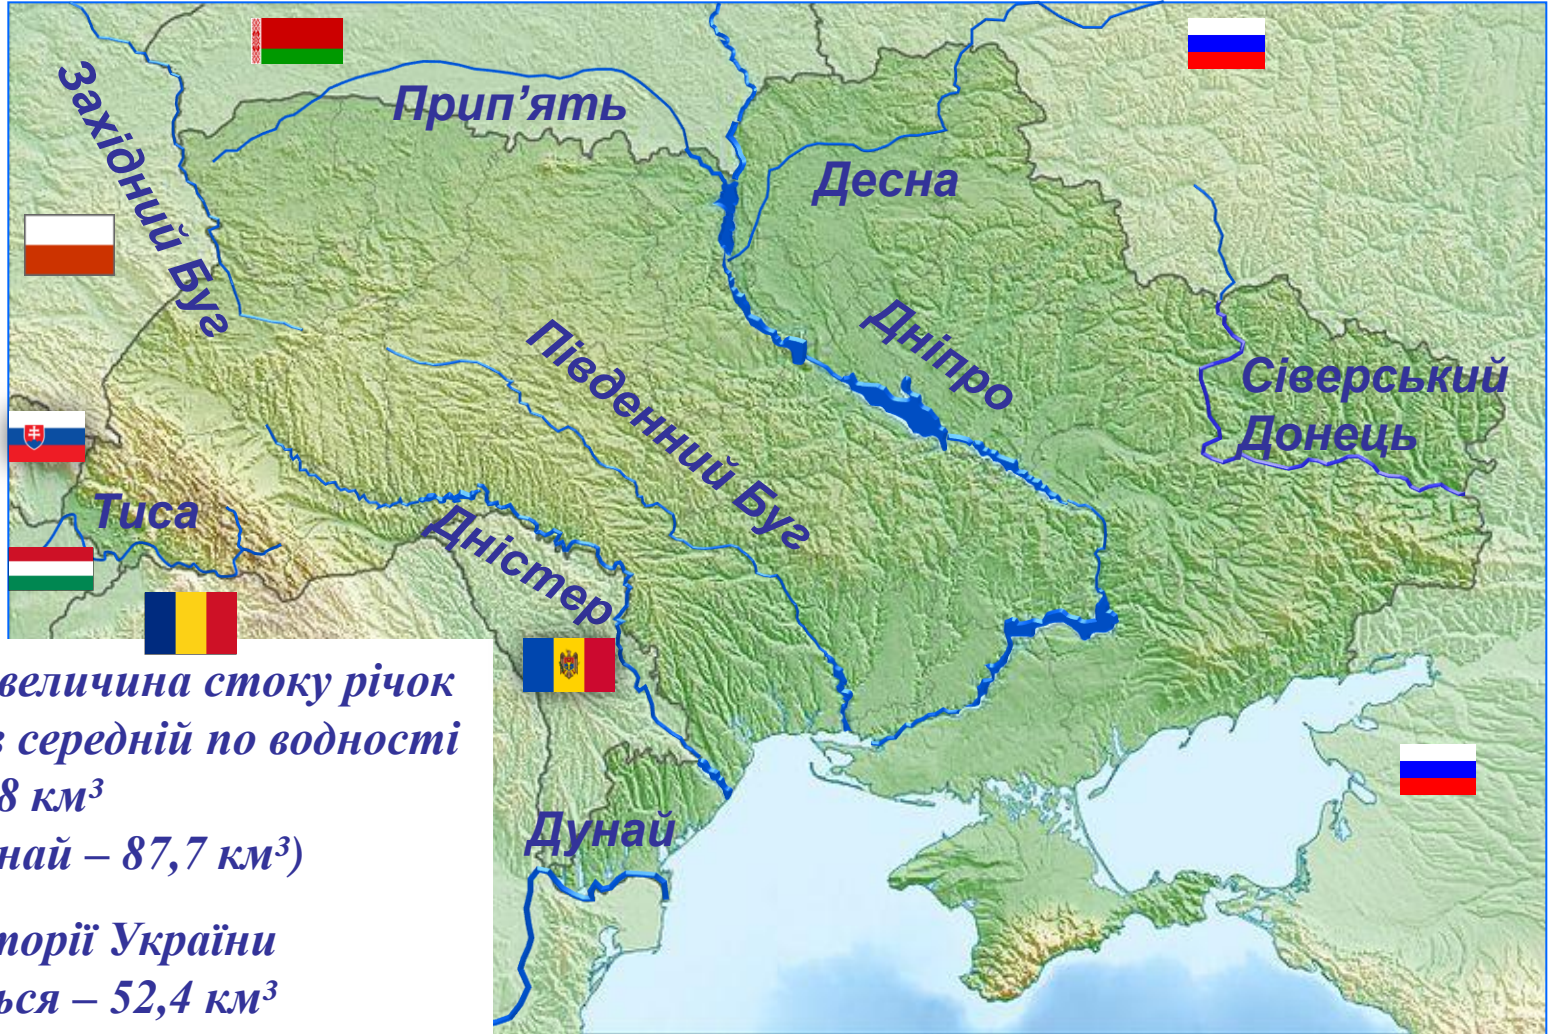 Західний Буг
Прип’ять
Десна
Дніпро
Південний Буг
Сіверський
Донець
Тиса
Дністер
Дунай
величина стоку річок
в середній по водності
8 км³
най – 87,7 км³)
торії України
ься – 52,4 км³